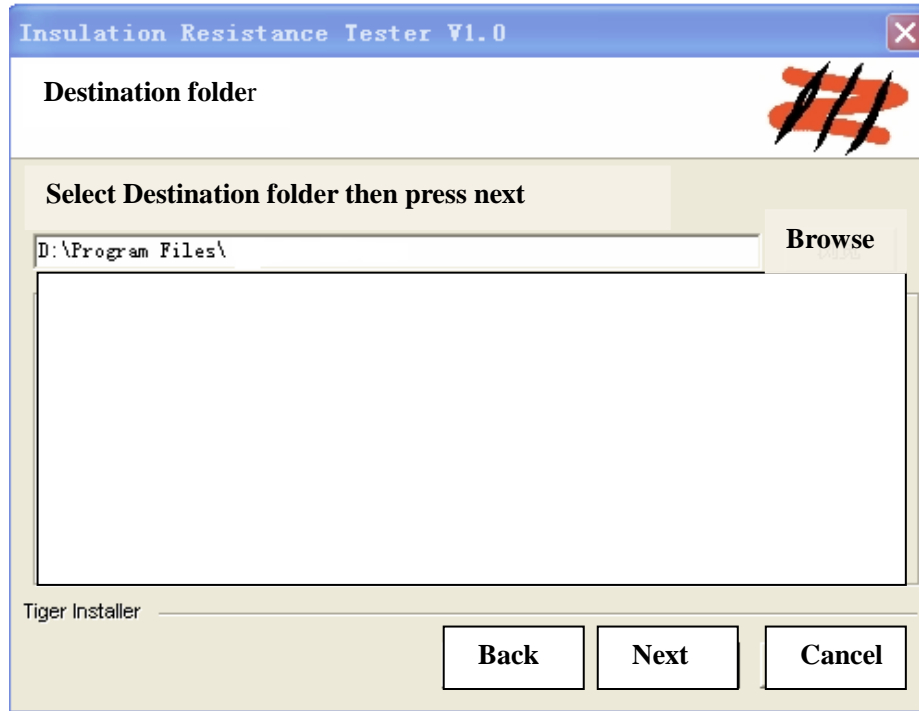 Insulation Resistance Tester V1.0
Destination folder
Select Destination folder then press next
D:\Program Files\
Browse
Tiger Installer
Back
Next
Cancel